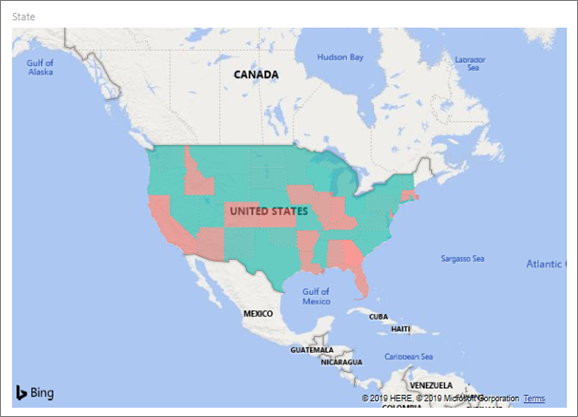 State
Gulf of
Alaska
Hudson Bay
Labrador
Sea
CANADA
UNITED STATES
Sargasso Sea
Atlantic
Gulf of
Mexico
MEXICO
CUBA
HAITI
GUATEMALA
NICARAGUA
Caribbean Sea
VENEZUELA
COLOMBIA
Bing
© 2019 HERE, © 2019 Microsoft Corporation Terms